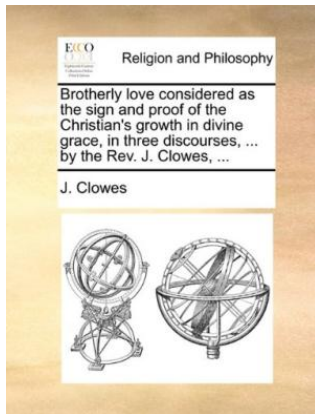 ECCO
Religion and Philosophy
Brotherly love considered as
the sign and proof of the
Christian's growth in divine
grace, in three discourses, ...
by the Rev. J. Clowes, ...
J. Clowes